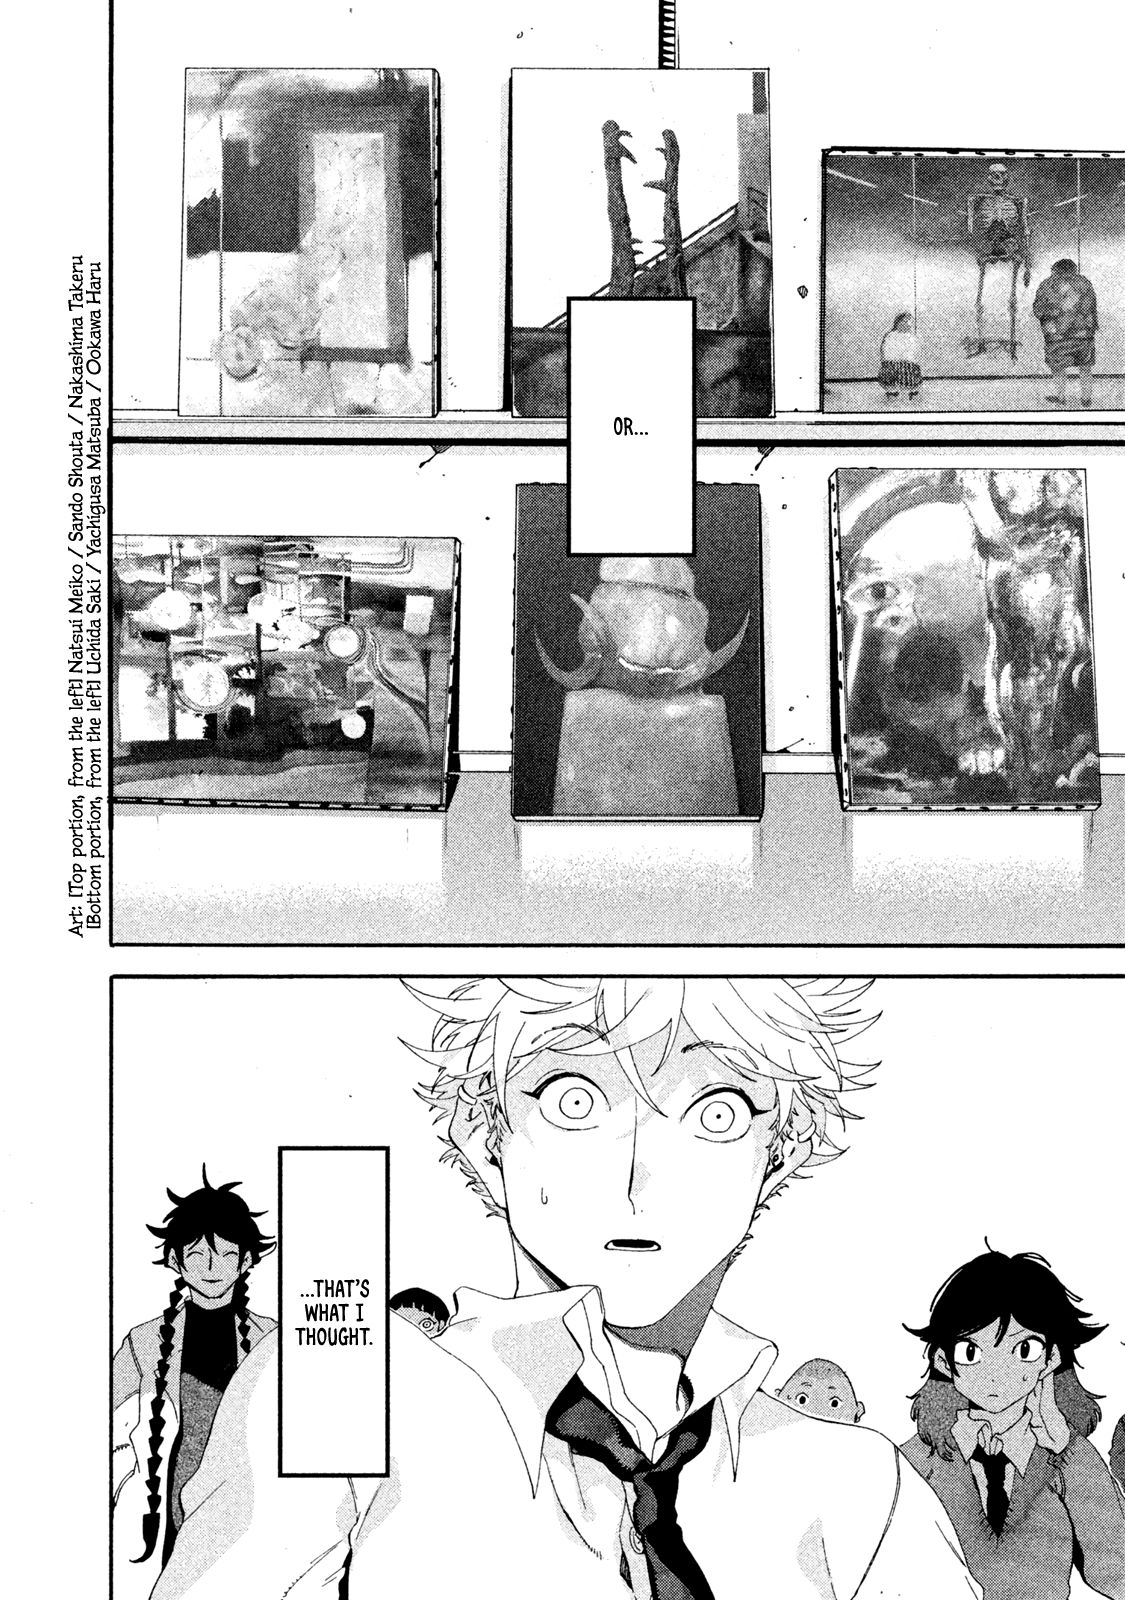 Art: [Top portion, from the left] Natsui Meiko / Sando Shouta / Nakashima Takeru
[Bottom portion, from the left] Uchida Saki / Yachigusa Matsuba / Ookawa Haru
OR...
...THAT'S
WHAT I
THOUGHT.